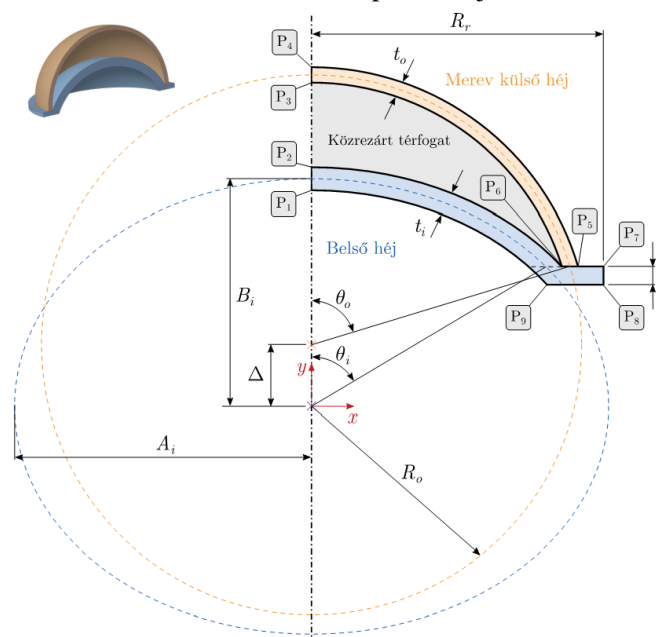 R_r
P_4
t_o
Merev külső héj
P_3
Közrezárt térfogat
P_2
P_6
P_1
P_5
P_7
t_i
Belső héj
B_i
θ_o
P_9
P_8
Δ
θ_i
y
x
A_i
R_o